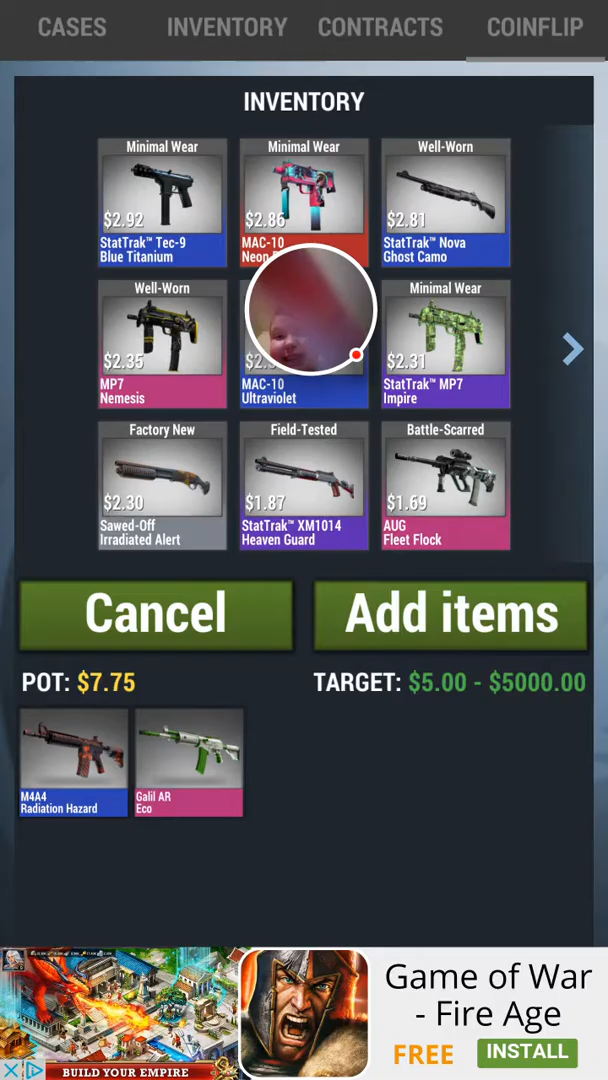 CASES INVENTORY CONTRACTS COINFLIP
INVENTORY
Minimal Wear
$2.92
StatTrak™ Tec-9
Blue Titanium
Minimal Wear
$2.86
MAC-10
Neon
Well-Worn
$2.81
StatTrak™ Nova
Ghost Camo
Well-Worn
$2.35
MP7
Nemesis
MAC-10
Ultraviolet
Minimal Wear
$2.31
StatTrak™ MP7
Impire
Factory New
$2.30
Sawed-Off
Irradiated Alert
Field-Tested
$1.87
StatTrak™ XM1014
Heaven Guard
Battle-Scarred
$1.69
AUG
Fleet Flock
Cancel
Add items
POT: $7.75
TARGET: $5.00 - $5000.00
M4A4
Radiation Hazard
Galil AR
Eco
BUILD YOUR EMPIRE
Game of War
- Fire Age
FREE INSTALL